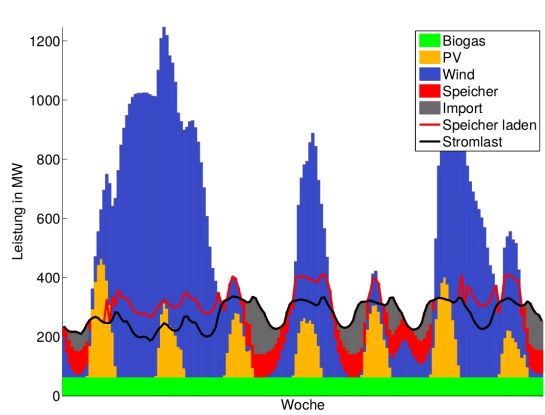 1200
1000
800
600
400
200
0
Leistung in MW
Woche
Biogas
PV
Wind
Speicher
Import
Speicher laden
Stromlast